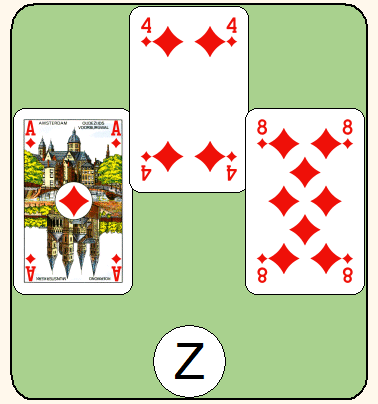 4 4
4 4
A AMSTERDAM OUDEZIJDS A
VOORBURGWAL
A A
8 8
8 8
Z